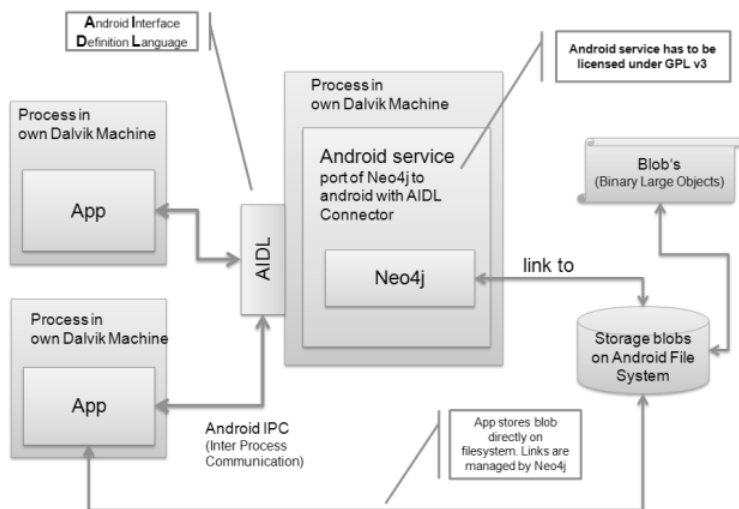 Android Interface
Definition Language
Android service has to be
licensed under GPL v3
Process in
own Dalvik Machine
App
Process in
own Dalvik Machine
Android service
port of Neo4j to
android with AIDL
Connector
Neo4j
AIDL
Blob's
(Binary Large Objects)
link to
Storage blobs
on Android File
System
Process in
own Dalvik Machine
App
Android IPC
(Inter Process
Communication)
App stores blob
directly on
filesystem. Links are
managed by Neo4j